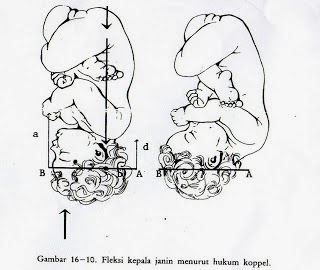 a
d
B
b
A
B
A
Gambar 16-10. Fleksi kepala janin menurut hukum koppel.